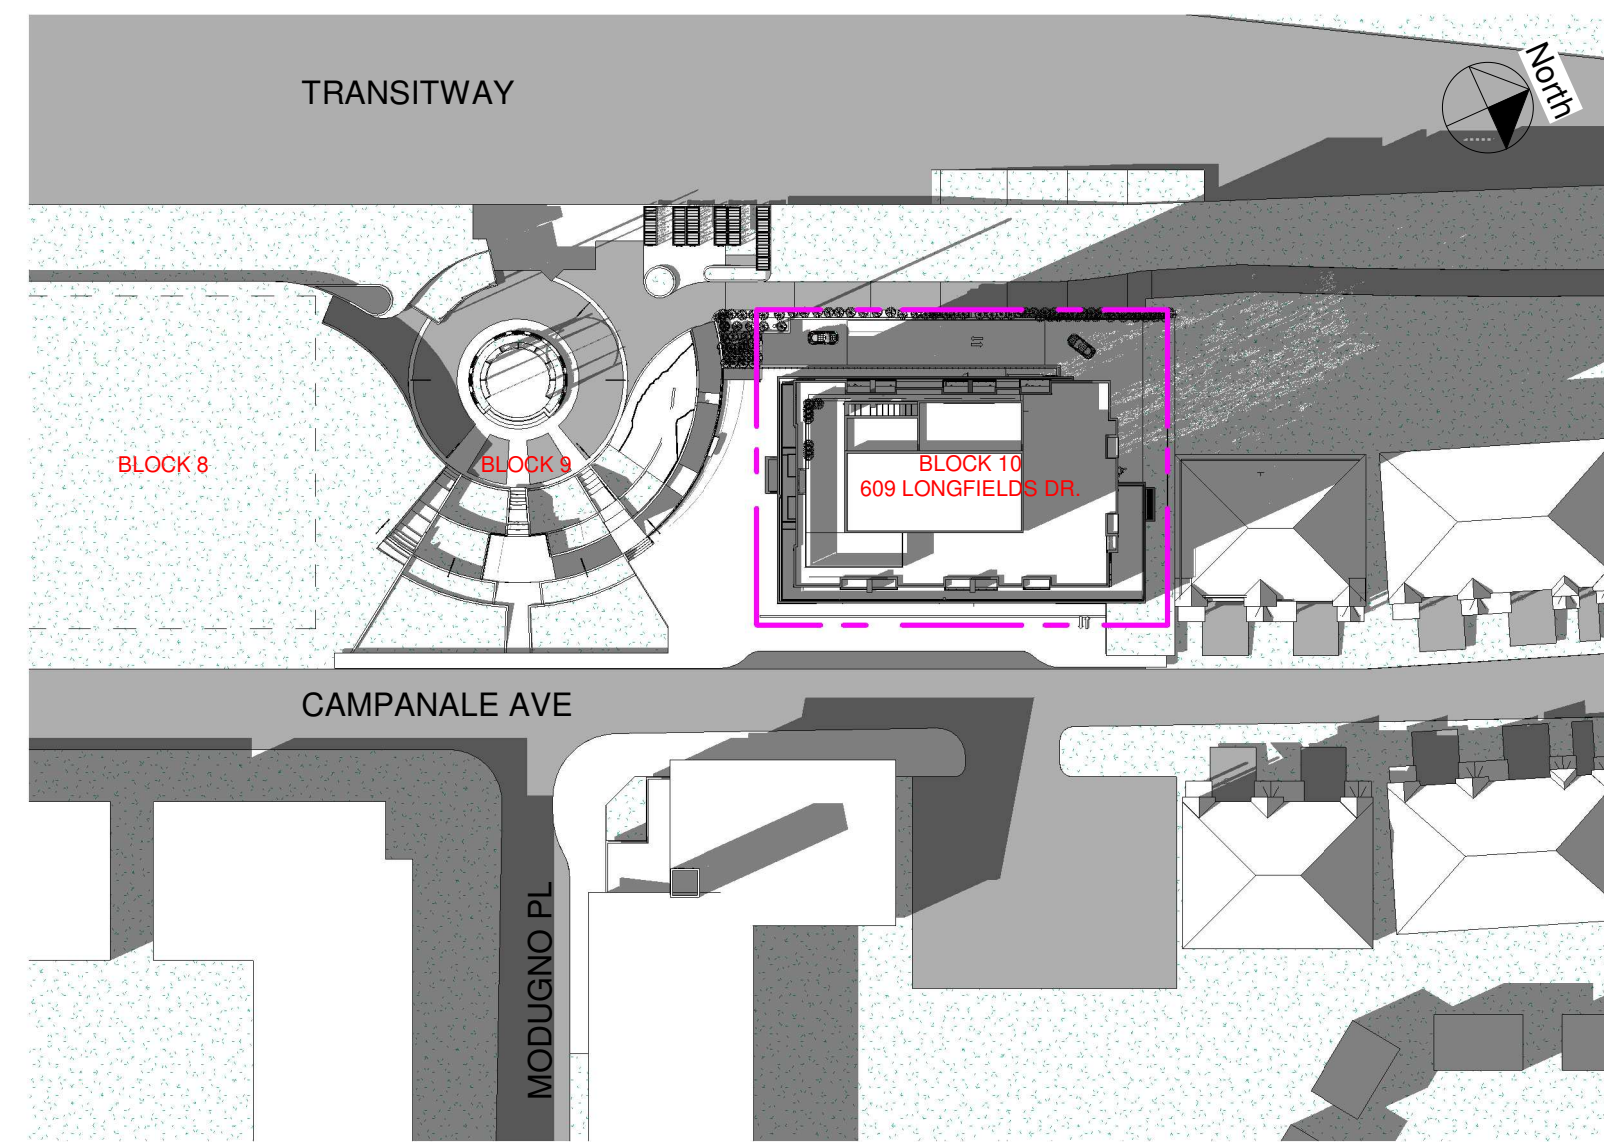 TRANSITWAY
North
BLOCK 8
BLOCK 9
BLOCK 10
609 LONGFIELDS DR.
CAMPANALE AVE
MODUGNO PL